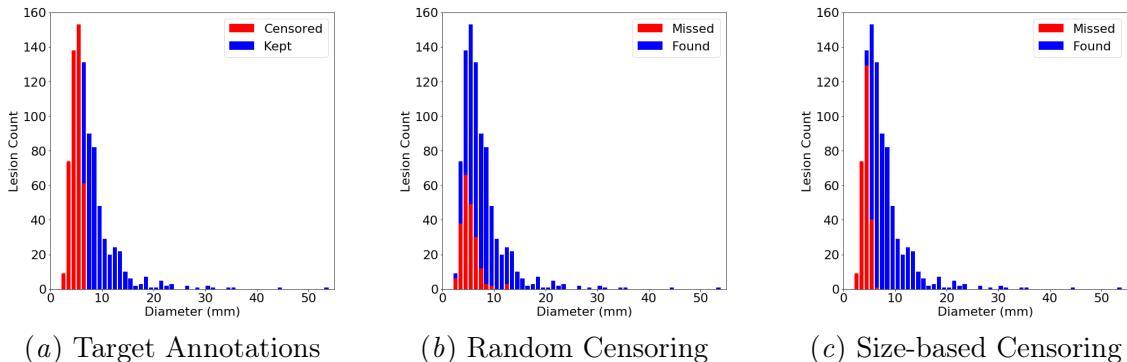 160
140
120
100
80
60
40
20
0
Lesion Count
Censored
Kept
0 10 20 30 40 50
Diameter (mm)
(a) Target Annotations
160
140
120
100
80
60
40
20
0
Lesion Count
Missed
Found
0 10 20 30 40 50
Diameter (mm)
(b) Random Censoring
160
140
120
100
80
60
40
20
0
Lesion Count
Missed
Found
0 10 20 30 40 50
Diameter (mm)
(c) Size-based Censoring